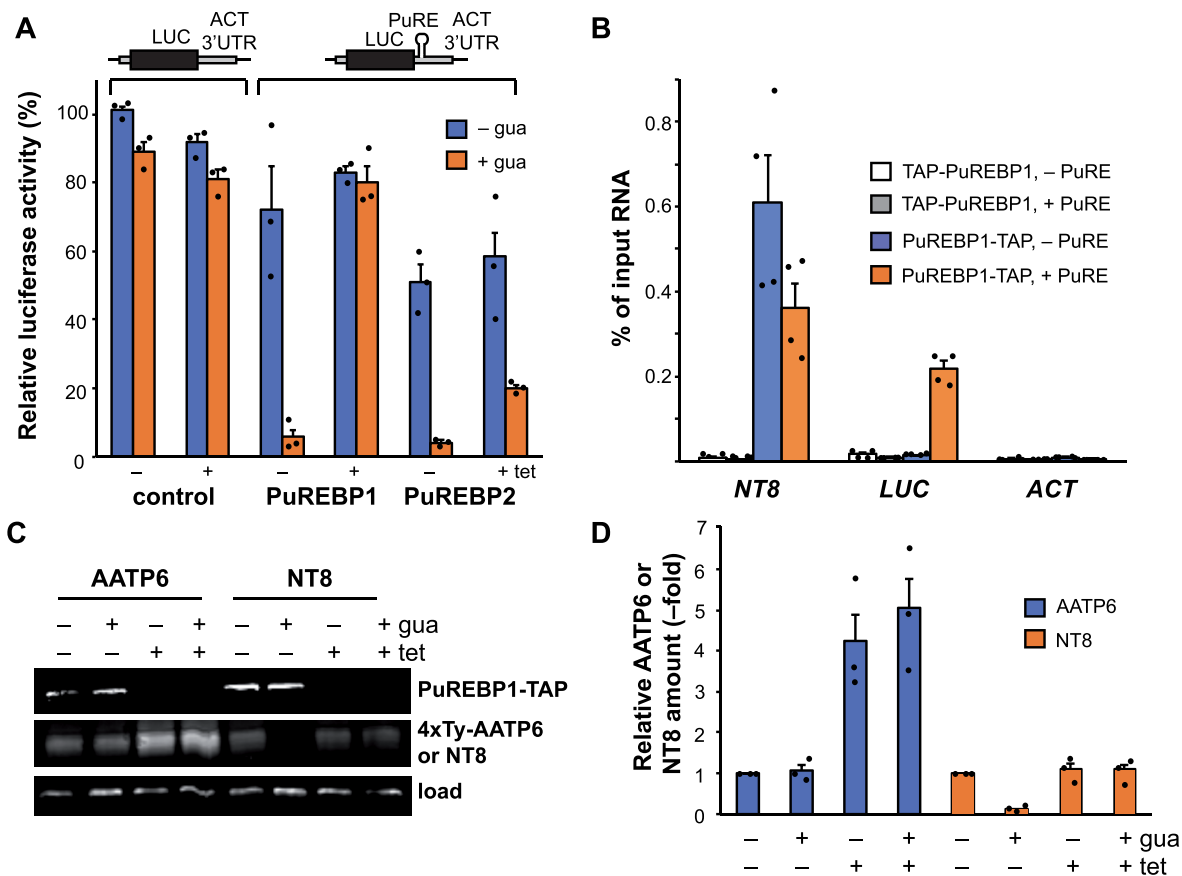 A
LUC
ACT
3’UTR
PuRE
LUC
ACT
3’UTR
Relative luciferase activity (%)
100
80
60
40
20
0
– gua
+ gua
– + – + – + tet
control PuREBP1 PuREBP2
B
% of input RNA
0.8
0.6
0.4
0.2
TAP-PuREBP1, – PuRE
TAP-PuREBP1, + PuRE
PuREBP1-TAP, – PuRE
PuREBP1-TAP, + PuRE
NT8 LUC ACT
C
AATP6 NT8
– + – + – + – + gua
– – + + – – + + tet
PuREBP1-TAP
4xTy-AATP6
or NT8
load
D
Relative AATP6 or
NT8 amount (–fold)
7
6
5
4
3
2
1
0
AATP6
NT8
– + – + – + – + gua
– – + + – – + + tet